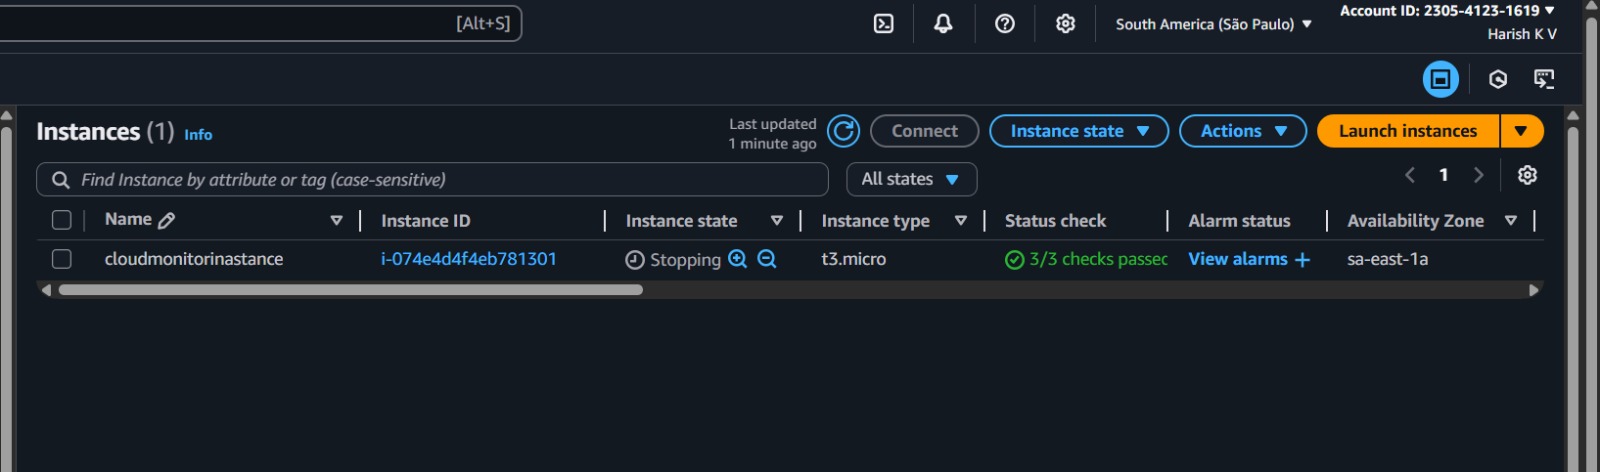 [Alt+S]
South America (São Paulo)
Account ID: 2305-4123-1619
Harish K V
Instances (1) Info
Last updated
1 minute ago
Connect
Instance state
Actions
Launch instances
Find Instance by attribute or tag (case-sensitive)
All states
1
Name Instance ID Instance state Instance type Status check Alarm status Availability Zone
cloudmonitorinastance i-074e4d4f4eb781301 Stopping t3.micro 3/3 checks passec View alarms + sa-east-1a